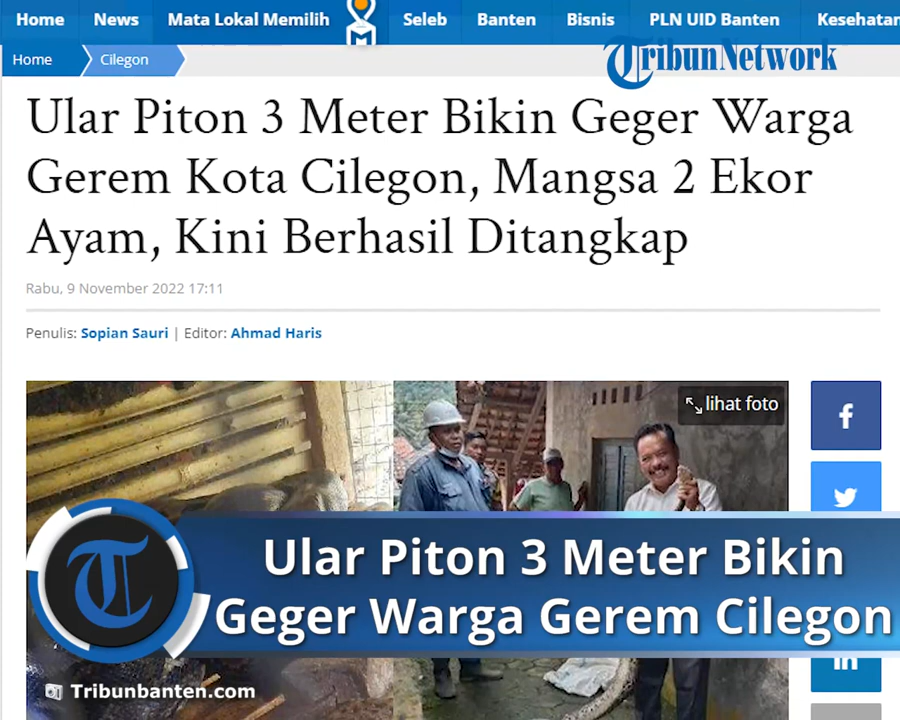 Home News Mata Lokal Memilih M Seleb Banten Bisnis PLN UID Banten Kesehatan
Home Cilegon
TribunNetwork
Ular Piton 3 Meter Bikin Geger Warga
Gerem Kota Cilegon, Mangsa 2 Ekor
Ayam, Kini Berhasil Ditangkap
Rabu, 9 November 2022 17:11
Penulis: Sopian Sauri | Editor: Ahmad Haris
lihat foto
f
T
Ular Piton 3 Meter Bikin
Geger Warga Gerem Cilegon
in
Tribunbanten.com